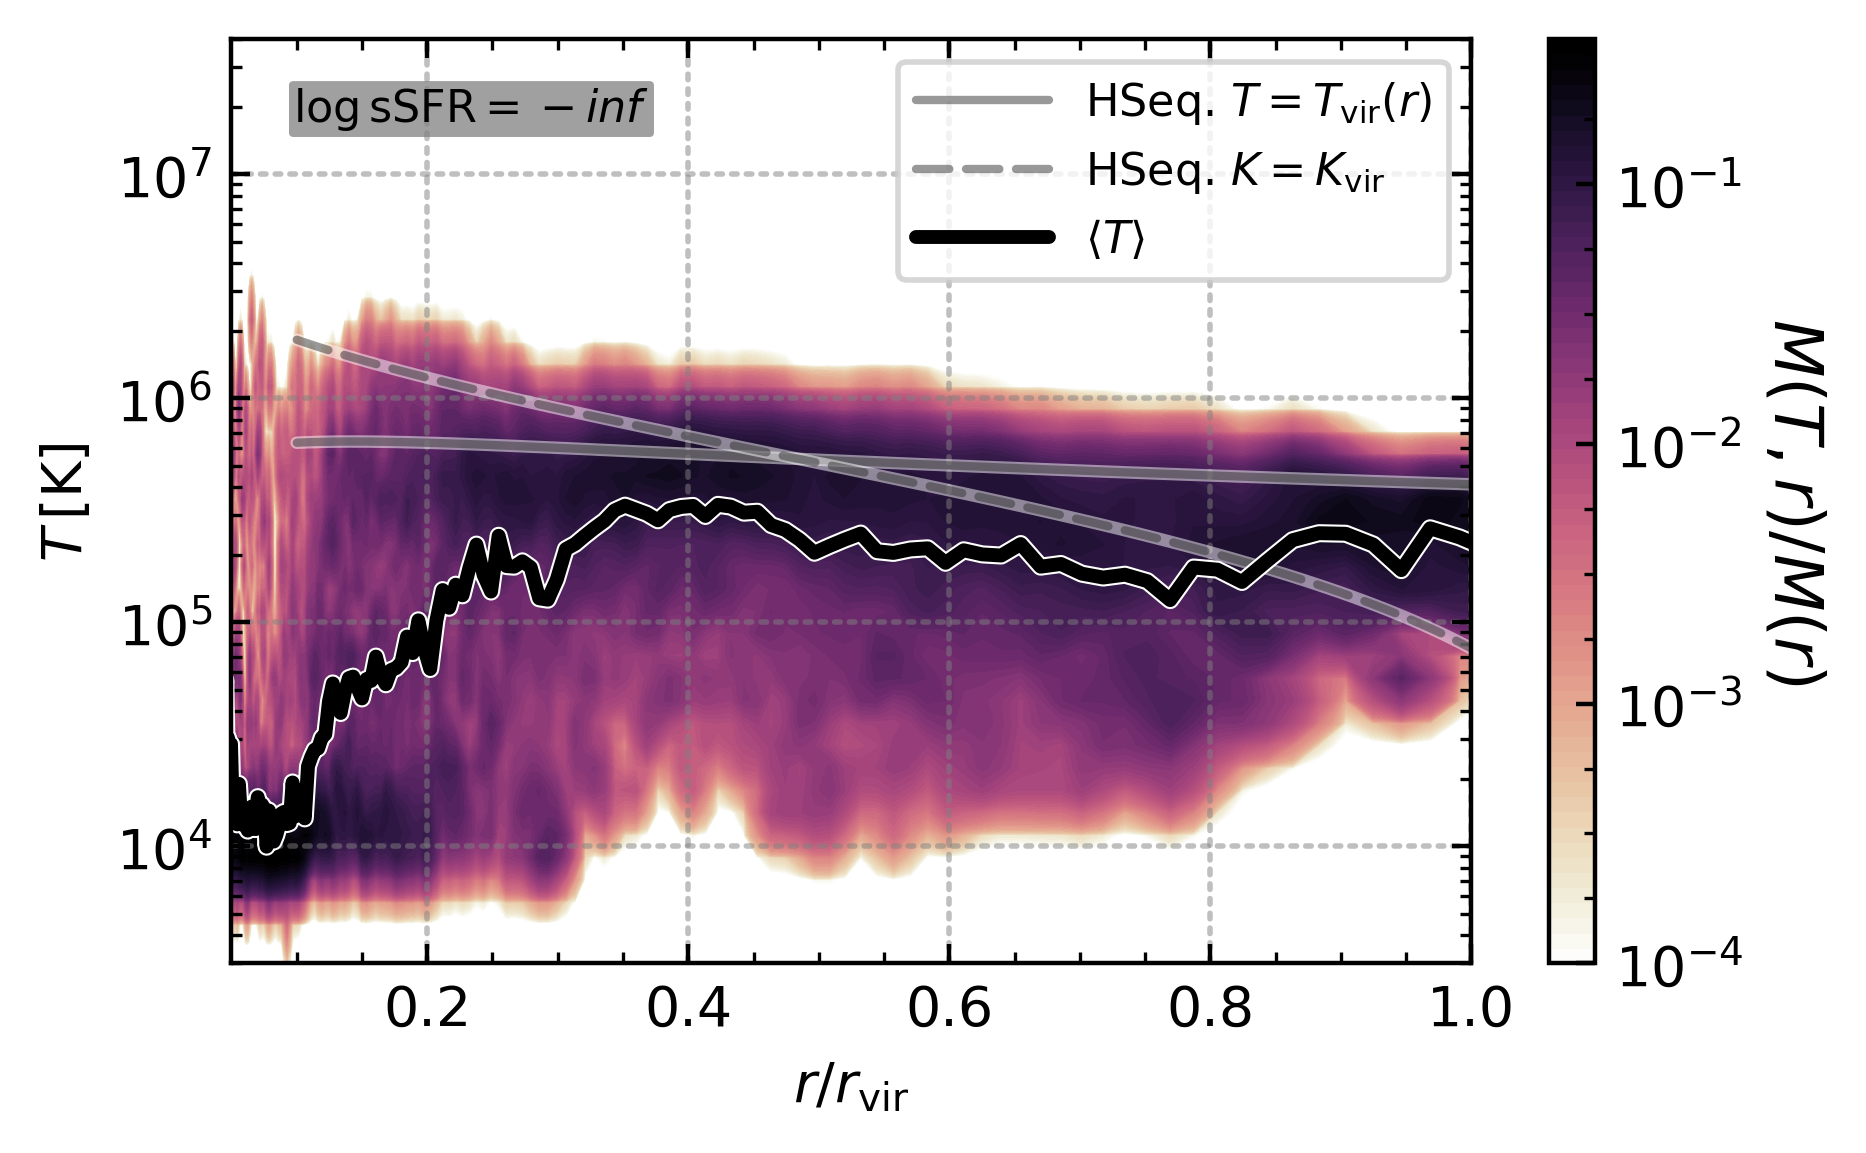 log sSFR = −inf
HSeq. T = T_vir(r)
HSeq. K = K_vir
⟨T⟩
10^7
10^6
10^5
10^4
T [K]
0.2 0.4 0.6 0.8 1.0
r/r_vir
10^−1
10^−2
10^−3
10^−4
M(T, r)/M(r)